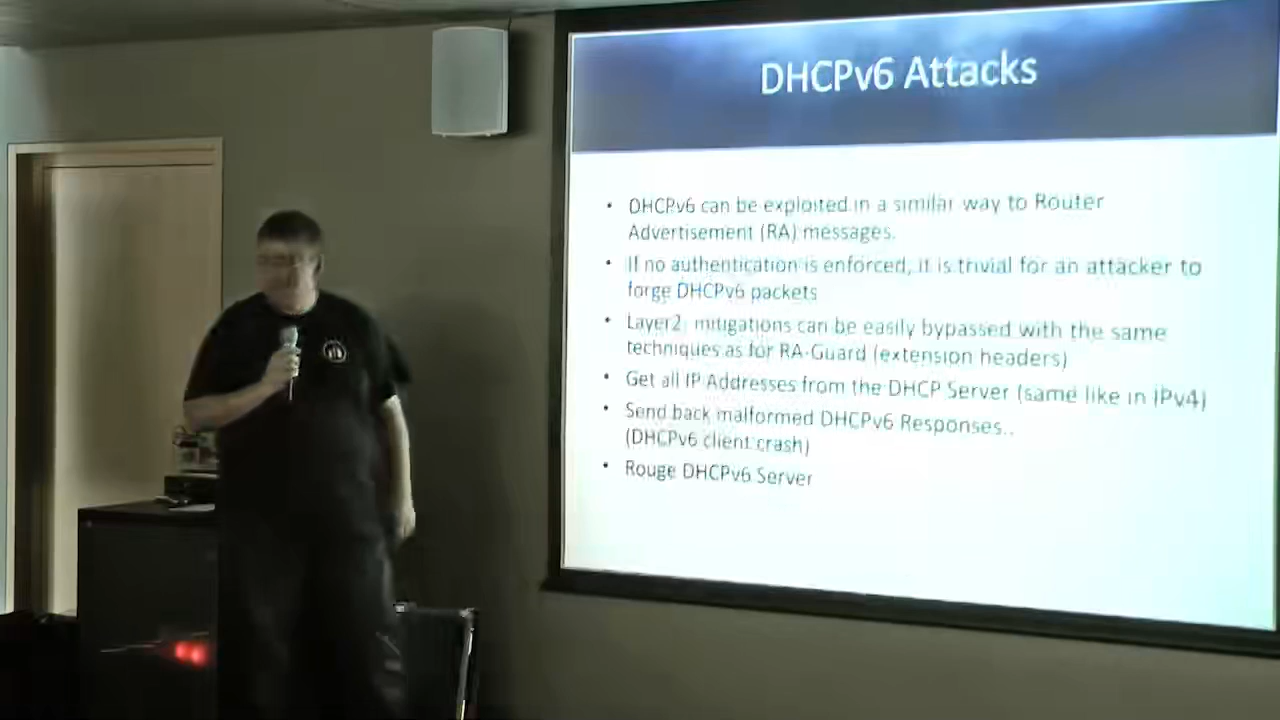 DHCPv6 Attacks
• DHCPv6 can be exploited in a similar way to Router
Advertisement (RA) messages.
• If no authentication is enforced, it is trivial for an attacker to
forge DHCPv6 packets
• Layer2 mitigations can be easily bypassed with the same
techniques as for RA-Guard (extension headers)
• Get all IP Addresses from the DHCP Server (same like in IPv4)
• Send back malformed DHCPv6 Responses..
(DHCPv6 client crash)
• Rouge DHCPv6 Server